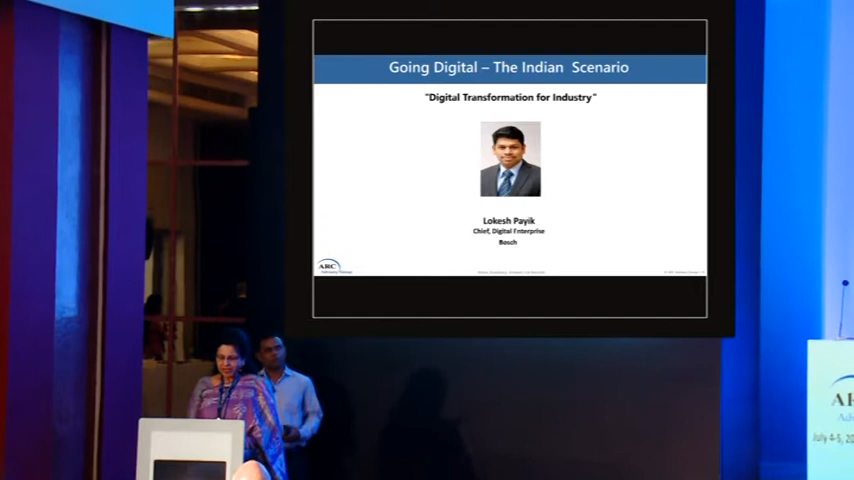 Going Digital – The Indian Scenario
"Digital Transformation for Industry"
Lokesh Payik
Chief, Digital Enterprise
Bosch
ARC
July 4-5, 20